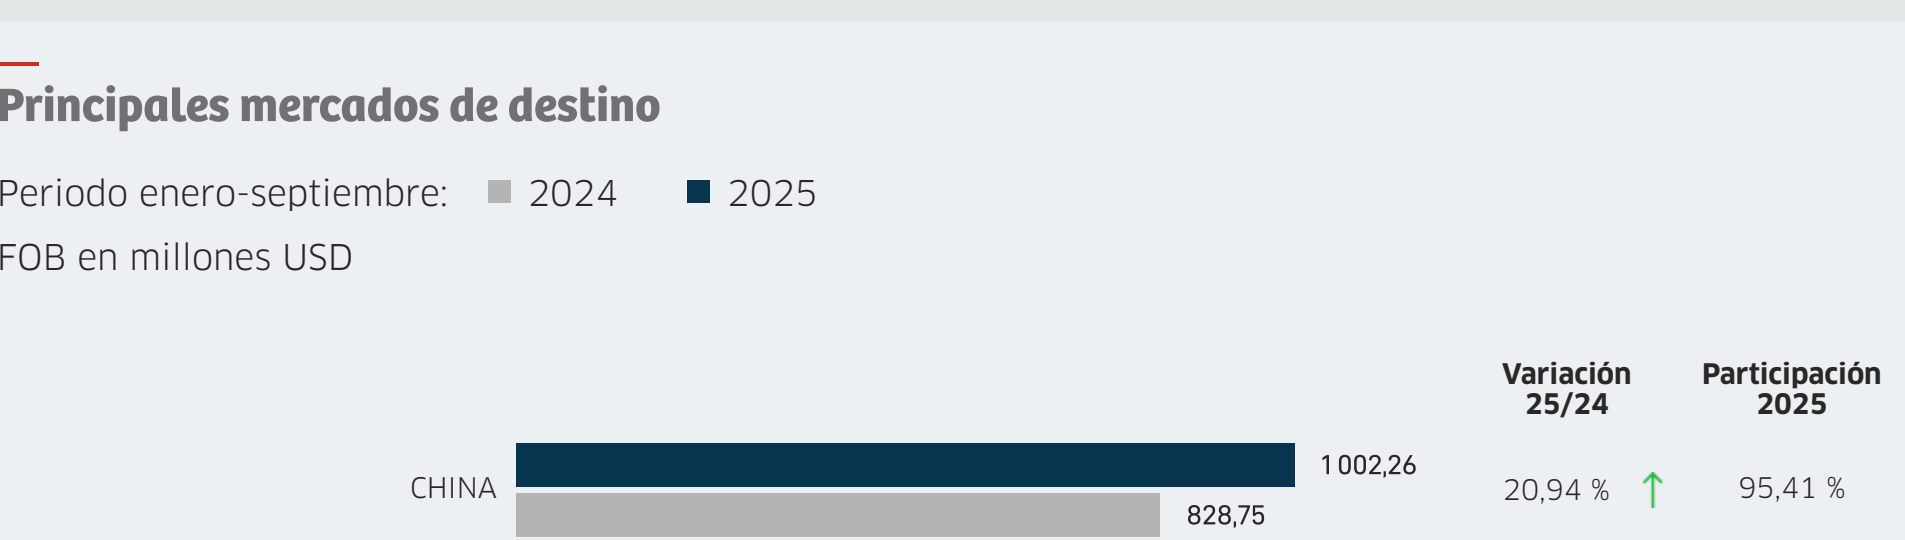 Principales mercados de destino
Periodo enero-septiembre: 2024 2025
FOB en millones USD
Variación 25/24
Participación 2025
CHINA
1 002,26
828,75
20,94 %
95,41 %